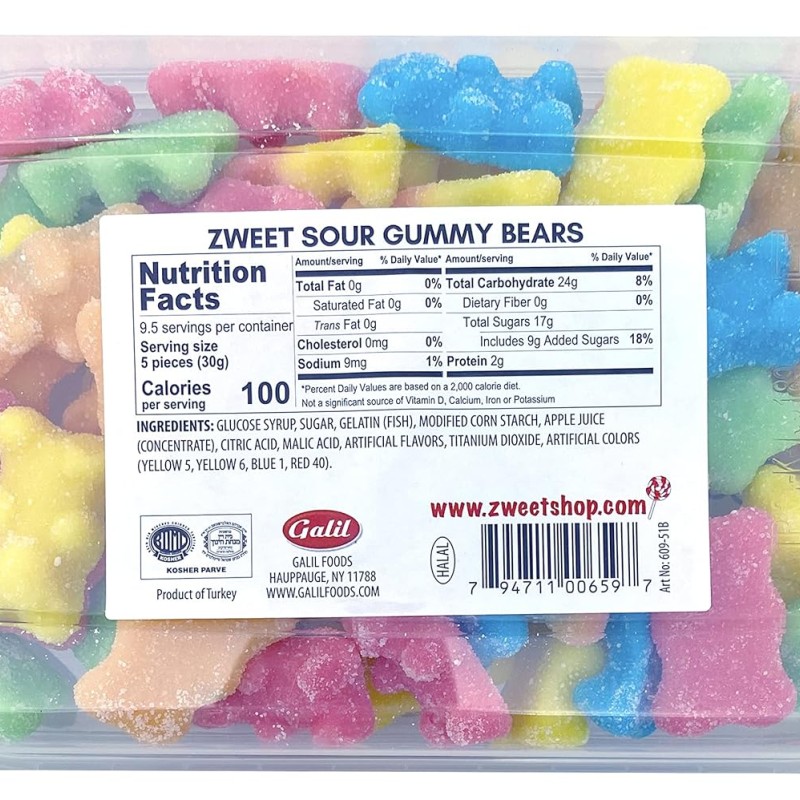 ZWEET SOUR GUMMY BEARS
Nutrition
Facts
9.5 servings per container
Serving size
5 pieces (30g)
Calories
per serving
100
Amount/serving % Daily Value*
Total Fat 0g 0%
Saturated Fat 0g 0%
Trans Fat 0g
Cholesterol 0mg 0%
Sodium 9mg 1%
Amount/serving % Daily Value*
Total Carbohydrate 24g 8%
Dietary Fiber 0g 0%
Total Sugars 17g
Includes 9g Added Sugars 18%
Protein 2g
*Percent Daily Values are based on a 2,000 calorie diet.
Not a significant source of Vitamin D, Calcium, Iron or Potassium
INGREDIENTS: GLUCOSE SYRUP, SUGAR, GELATIN (FISH), MODIFIED CORN STARCH, APPLE JUICE
(CONCENTRATE), CITRIC ACID, MALIC ACID, ARTIFICIAL FLAVORS, TITANIUM DIOXIDE, ARTIFICIAL COLORS
(YELLOW 5, YELLOW 6, BLUE 1, RED 40).
KOSHER
KOSHER PARVE
Product of Turkey
Galil
GALIL FOODS
HAUPPAUGE, NY 11788
WWW.GALILFOODS.COM
www.zweetshop.com
HALAL
7 94711 00659 7
Art No: 609-51B